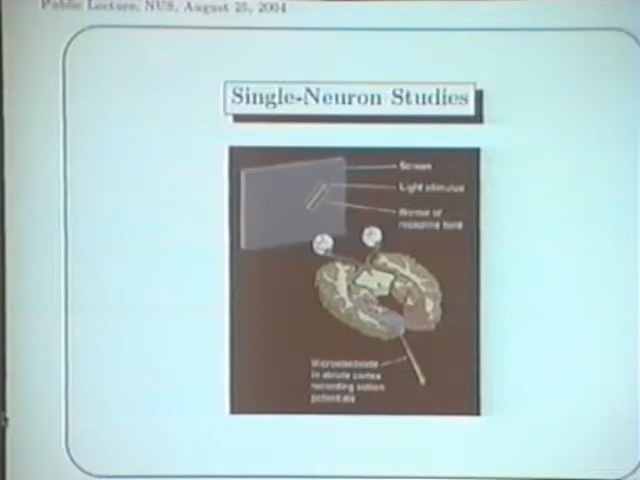 Public Lecture, NUS, August 25, 2004
Single-Neuron Studies
Screen
Light stimulus
Border of
receptive field
Microelectrode
in striate cortex
recording action
potentials